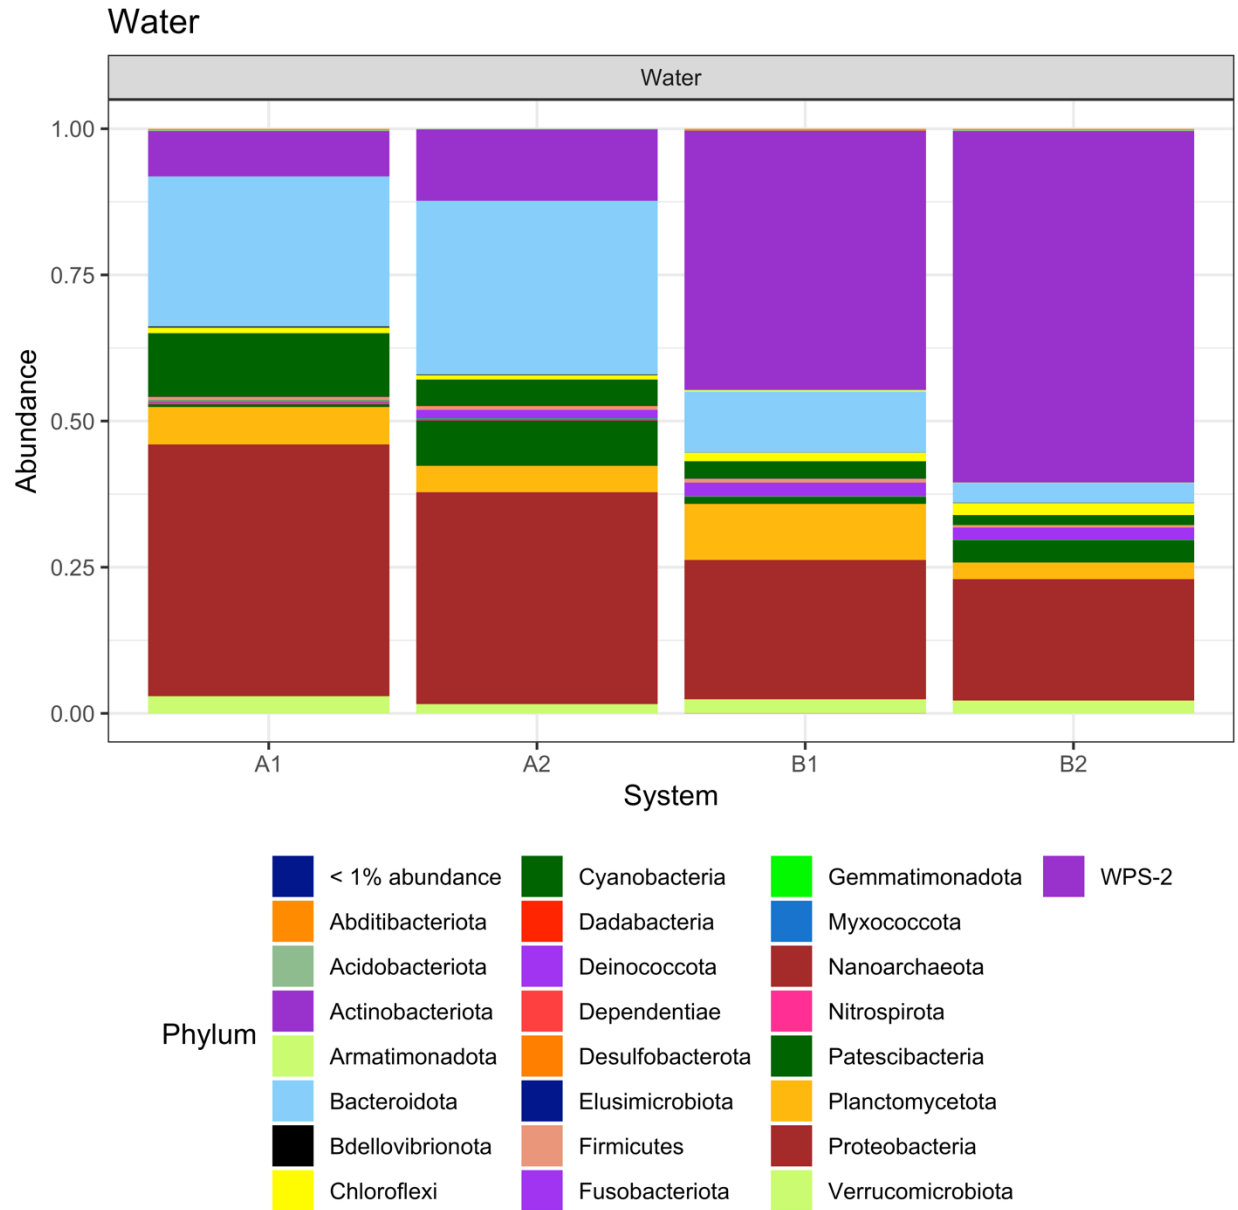 Water
Water
1.00
0.75
0.50
0.25
0.00
Abundance
A1 A2 B1 B2
System
Phylum
< 1% abundance Cyanobacteria Gemmatimonadota WPS-2
Abditibacteriota Dadabacteria Myxococcota
Acidobacteriota Deinococcota Nanoarchaeota
Actinobacteriota Dependentiae Nitrospirota
Armatimonadota Desulfobacterota Patescibacteria
Bacteroidota Elusimicrobiota Planctomycetota
Bdellovibrionota Firmicutes Proteobacteria
Chloroflexi Fusobacteriota Verrucomicrobiota